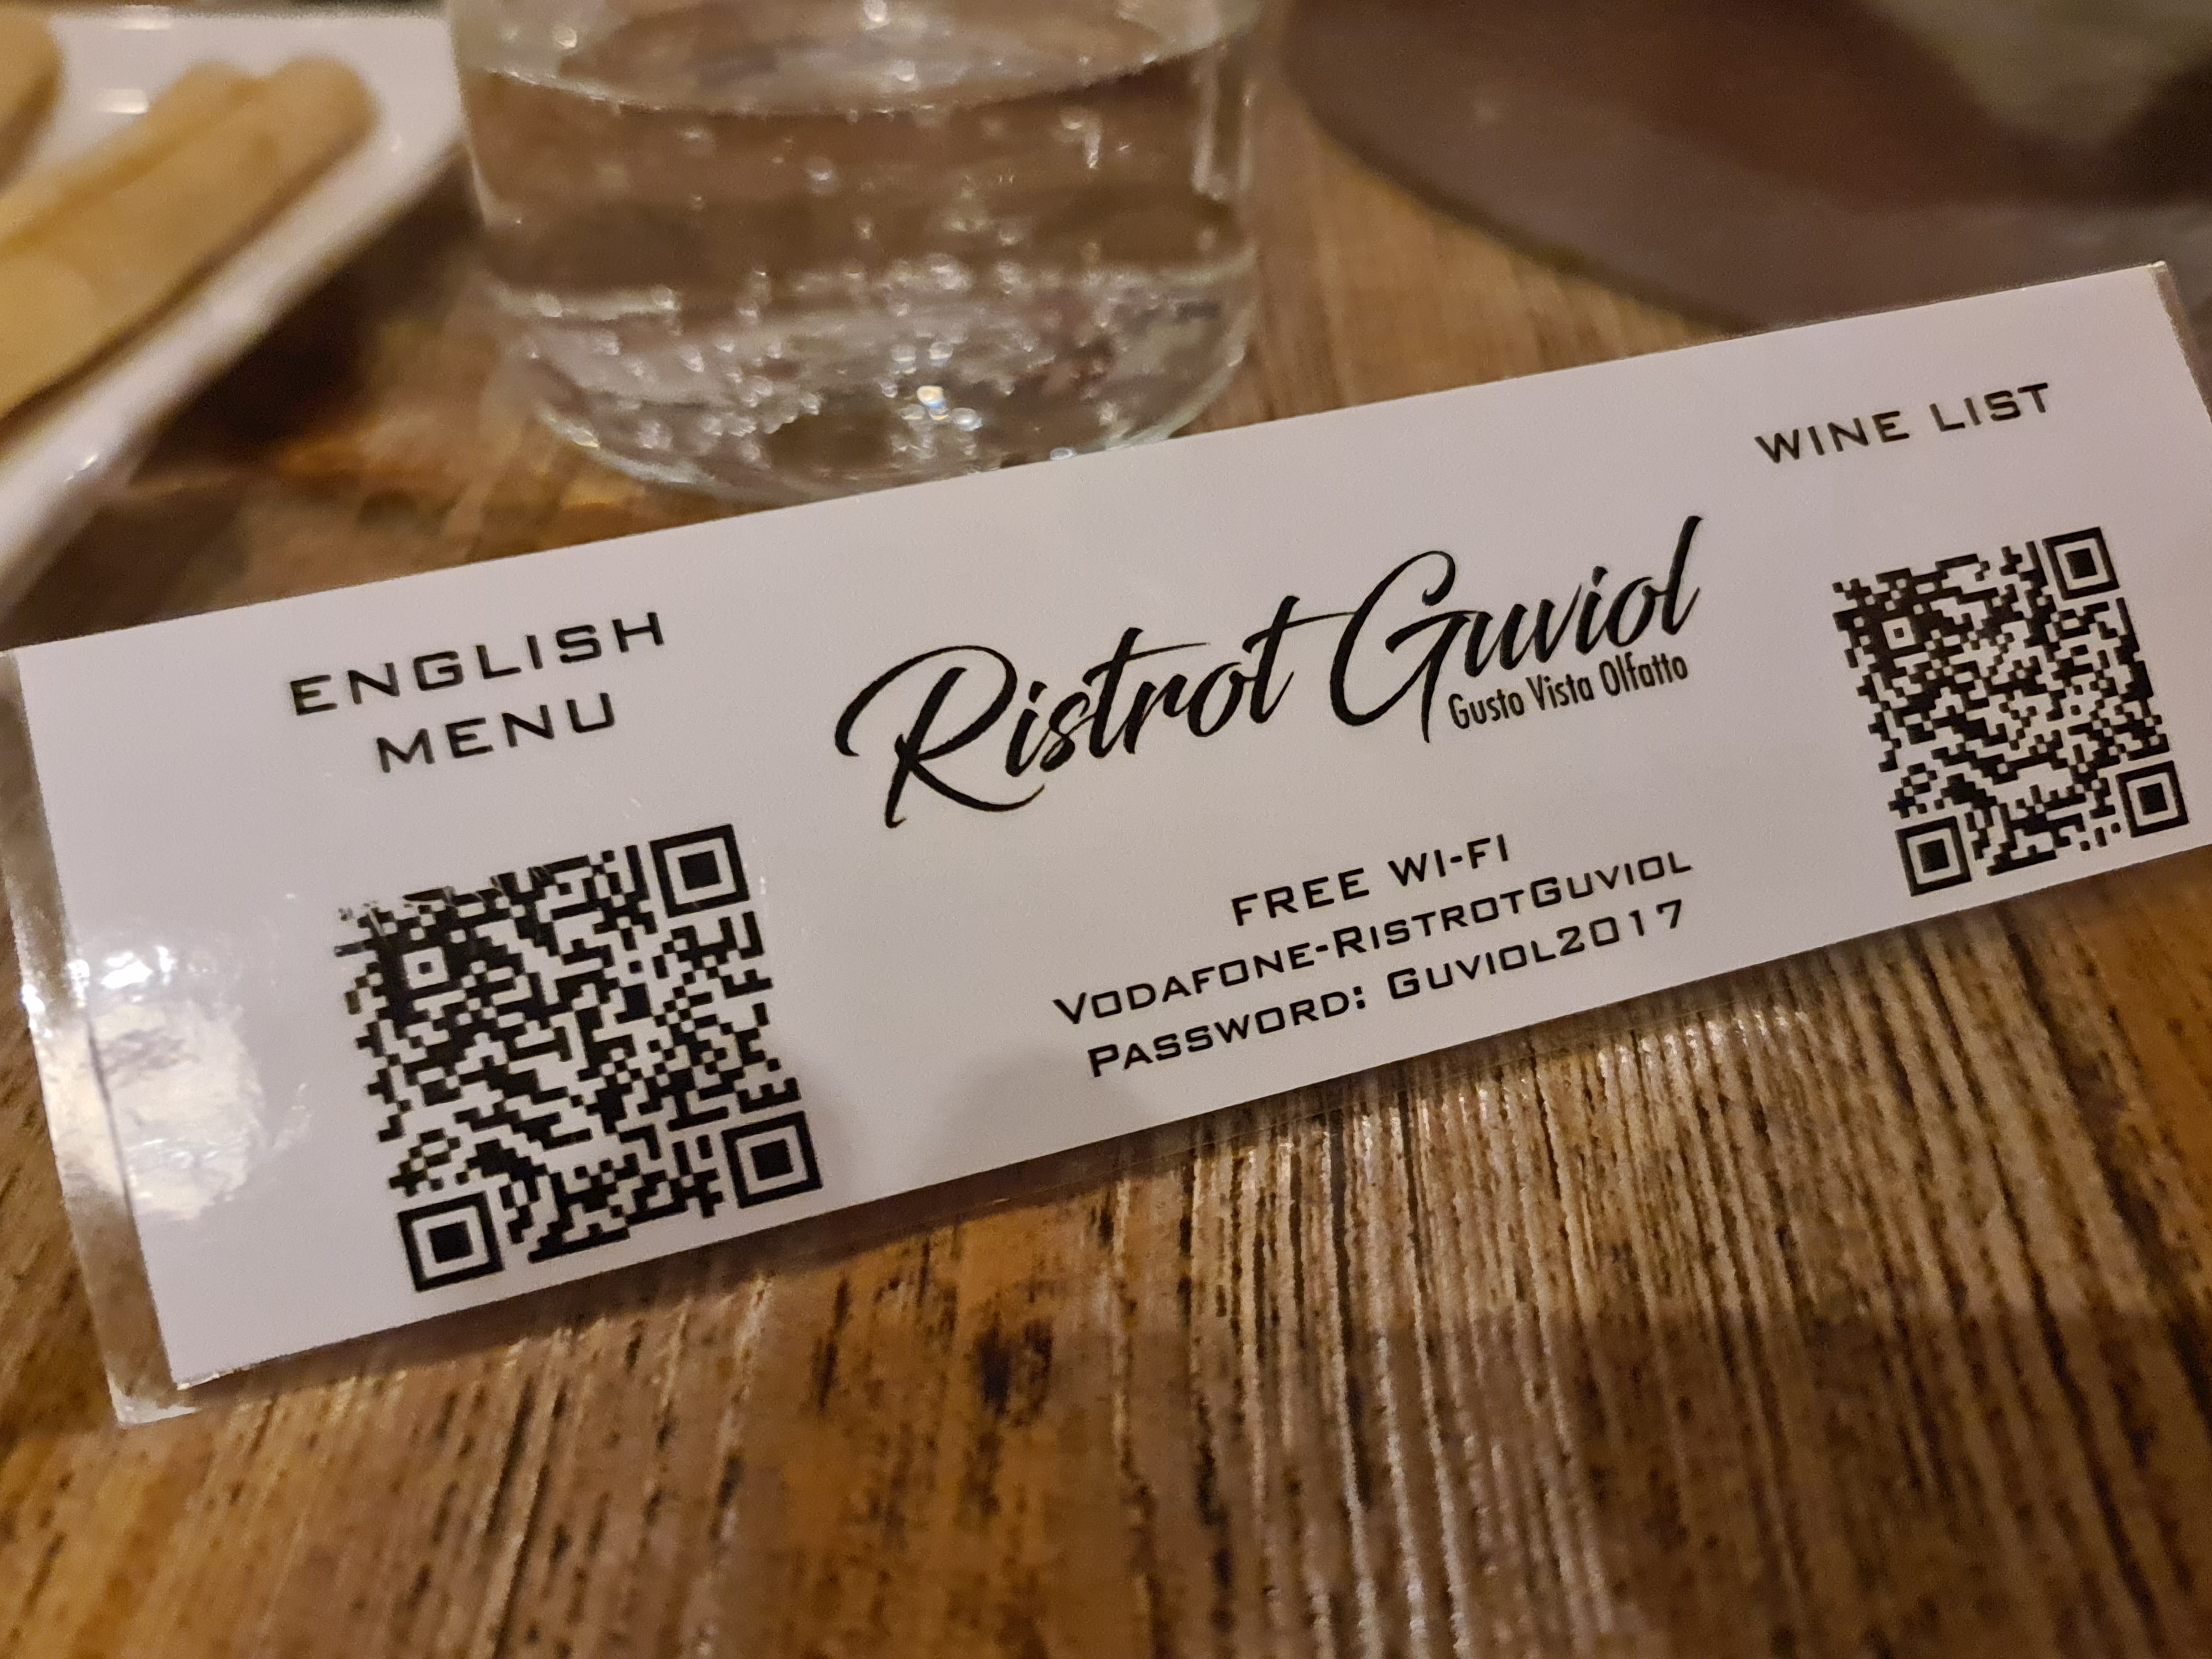 ENGLISH
MENU
Ristrot Guviol
Gusto Vista Olfatto
FREE WI-FI
VODAFONE-RISTROTGUVIOL
PASSWORD: GUVIOL2017
WINE LIST